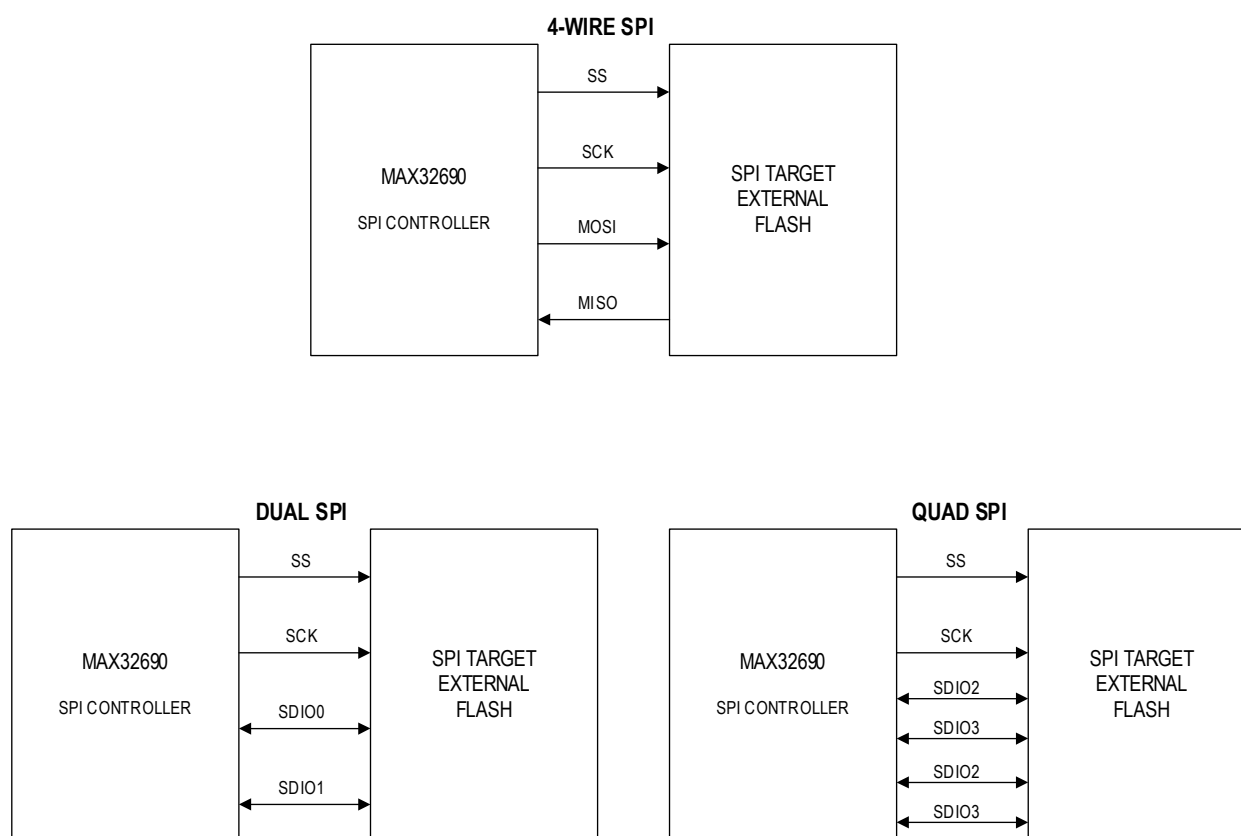 4-WIRE SPI
SS
SCK
MOSI
MISO
MAX32690
SPI CONTROLLER
SPI TARGET
EXTERNAL
FLASH
DUAL SPI
SS
SCK
SDIO0
SDIO1
MAX32690
SPI CONTROLLER
SPI TARGET
EXTERNAL
FLASH
QUAD SPI
SS
SCK
SDIO2
SDIO3
SDIO2
SDIO3
MAX32690
SPI CONTROLLER
SPI TARGET
EXTERNAL
FLASH